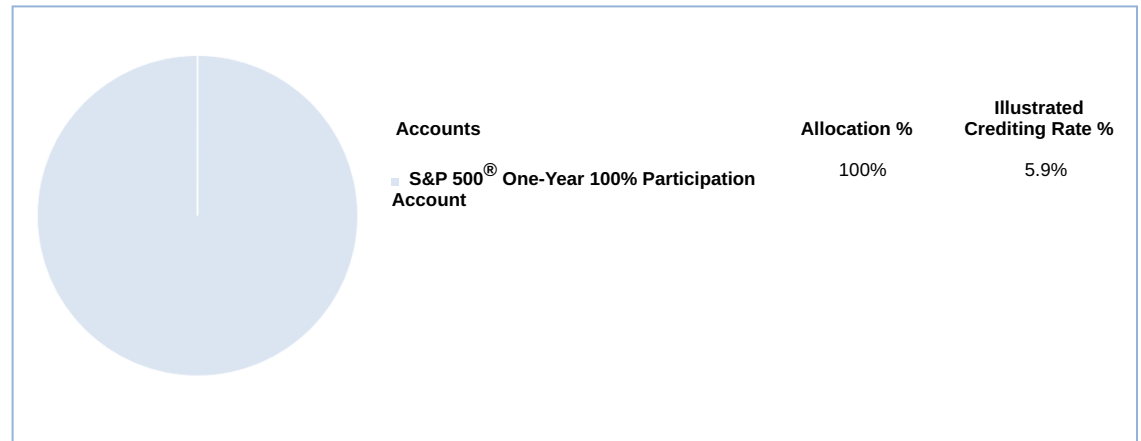 Accounts
Allocation %
Illustrated
Crediting Rate %
S&P 500® One-Year 100% Participation
Account
100%
5.9%